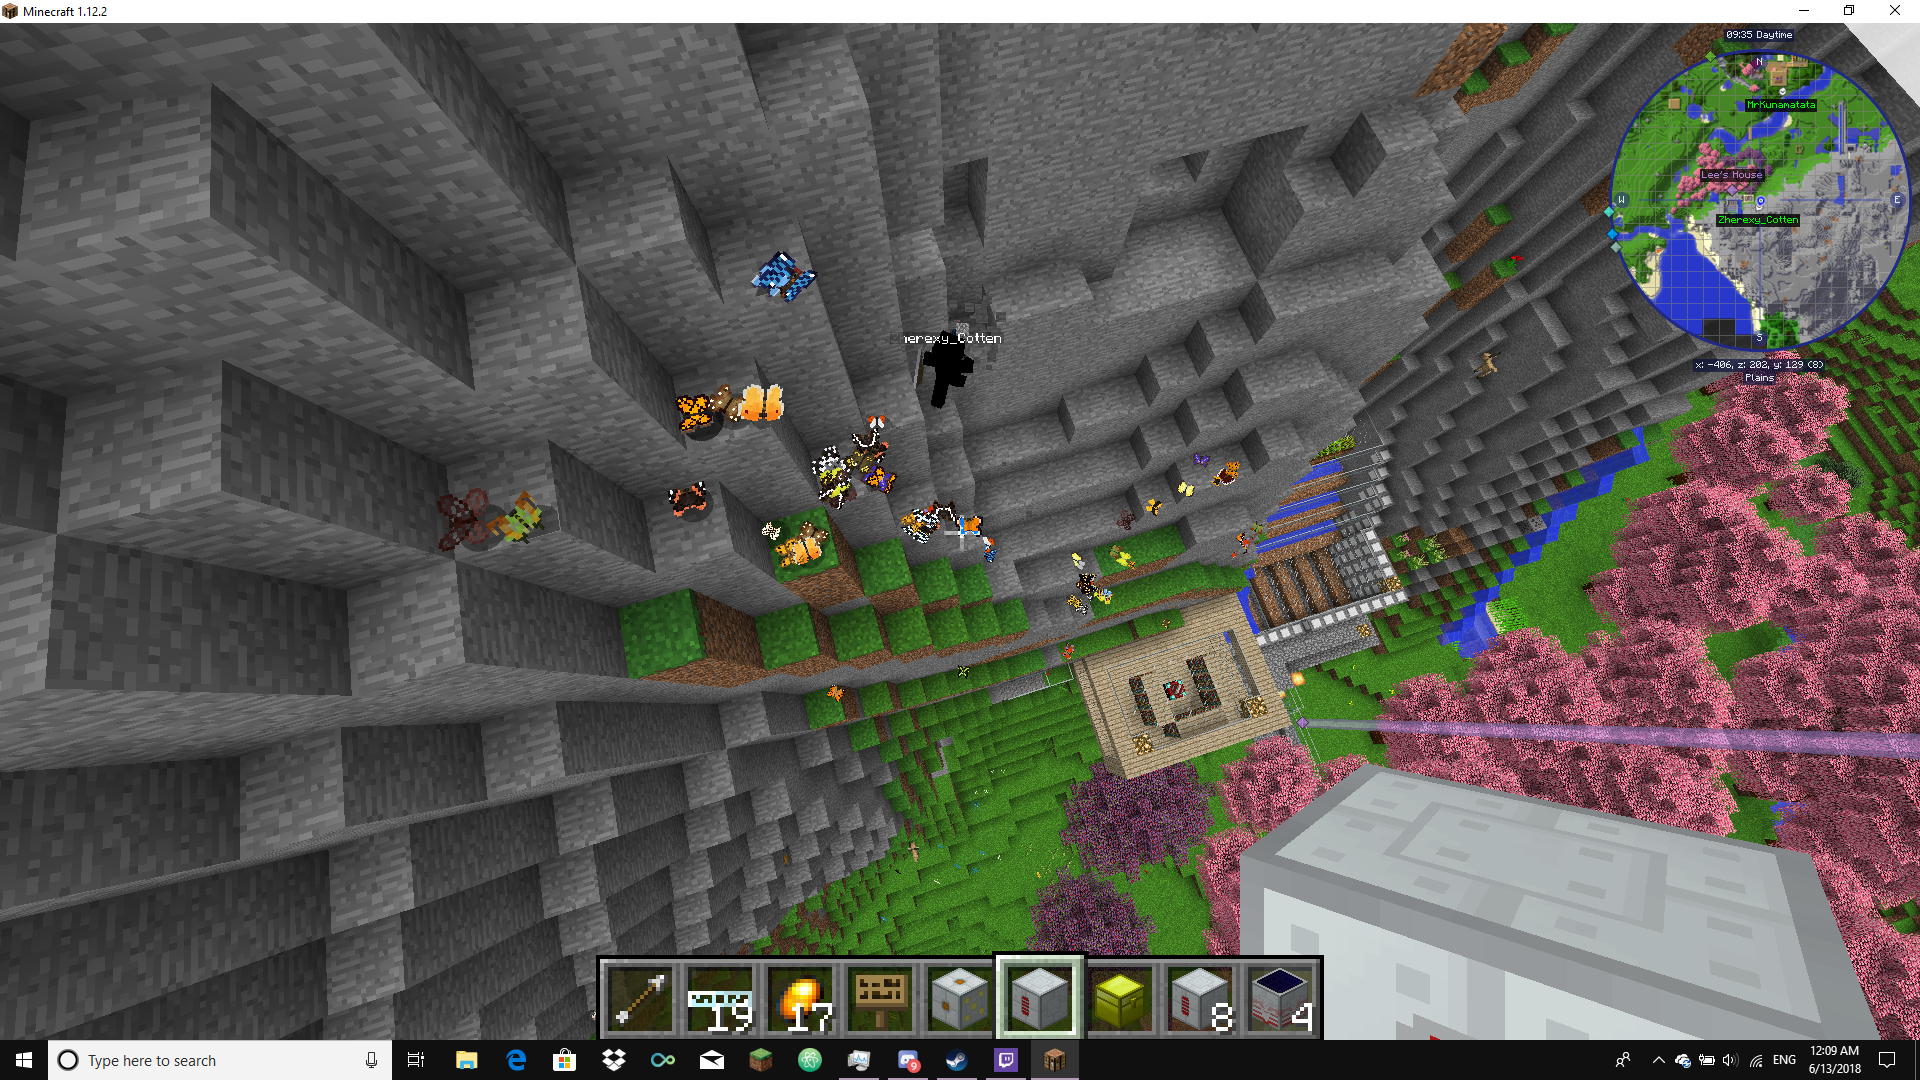 Minecraft 1.12.2
09:35 Daytime
N
MrKunamatata
Lee's House
W
E
Zherexy_Cotten
S
x: -406, z: 202, y: 129 (8)
Plains
herexy_Cotten
19
17
8
4
Type here to search
9
ENG
12:09 AM
6/13/2018